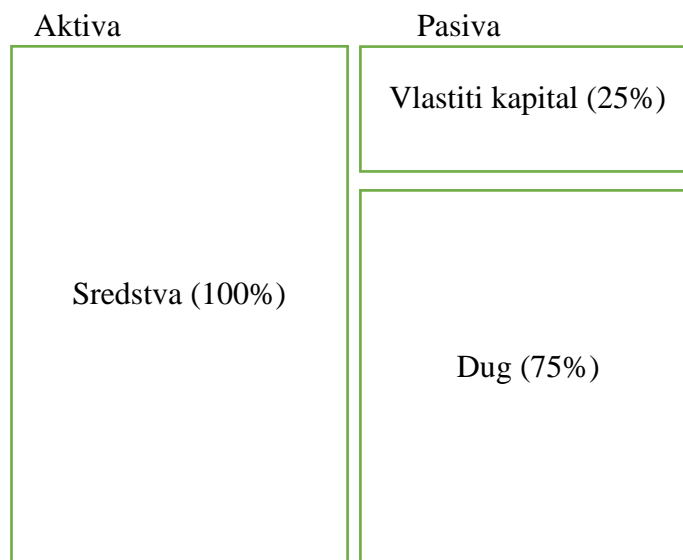 Aktiva
Pasiva
Vlastiti kapital (25%)
Sredstva (100%)
Dug (75%)